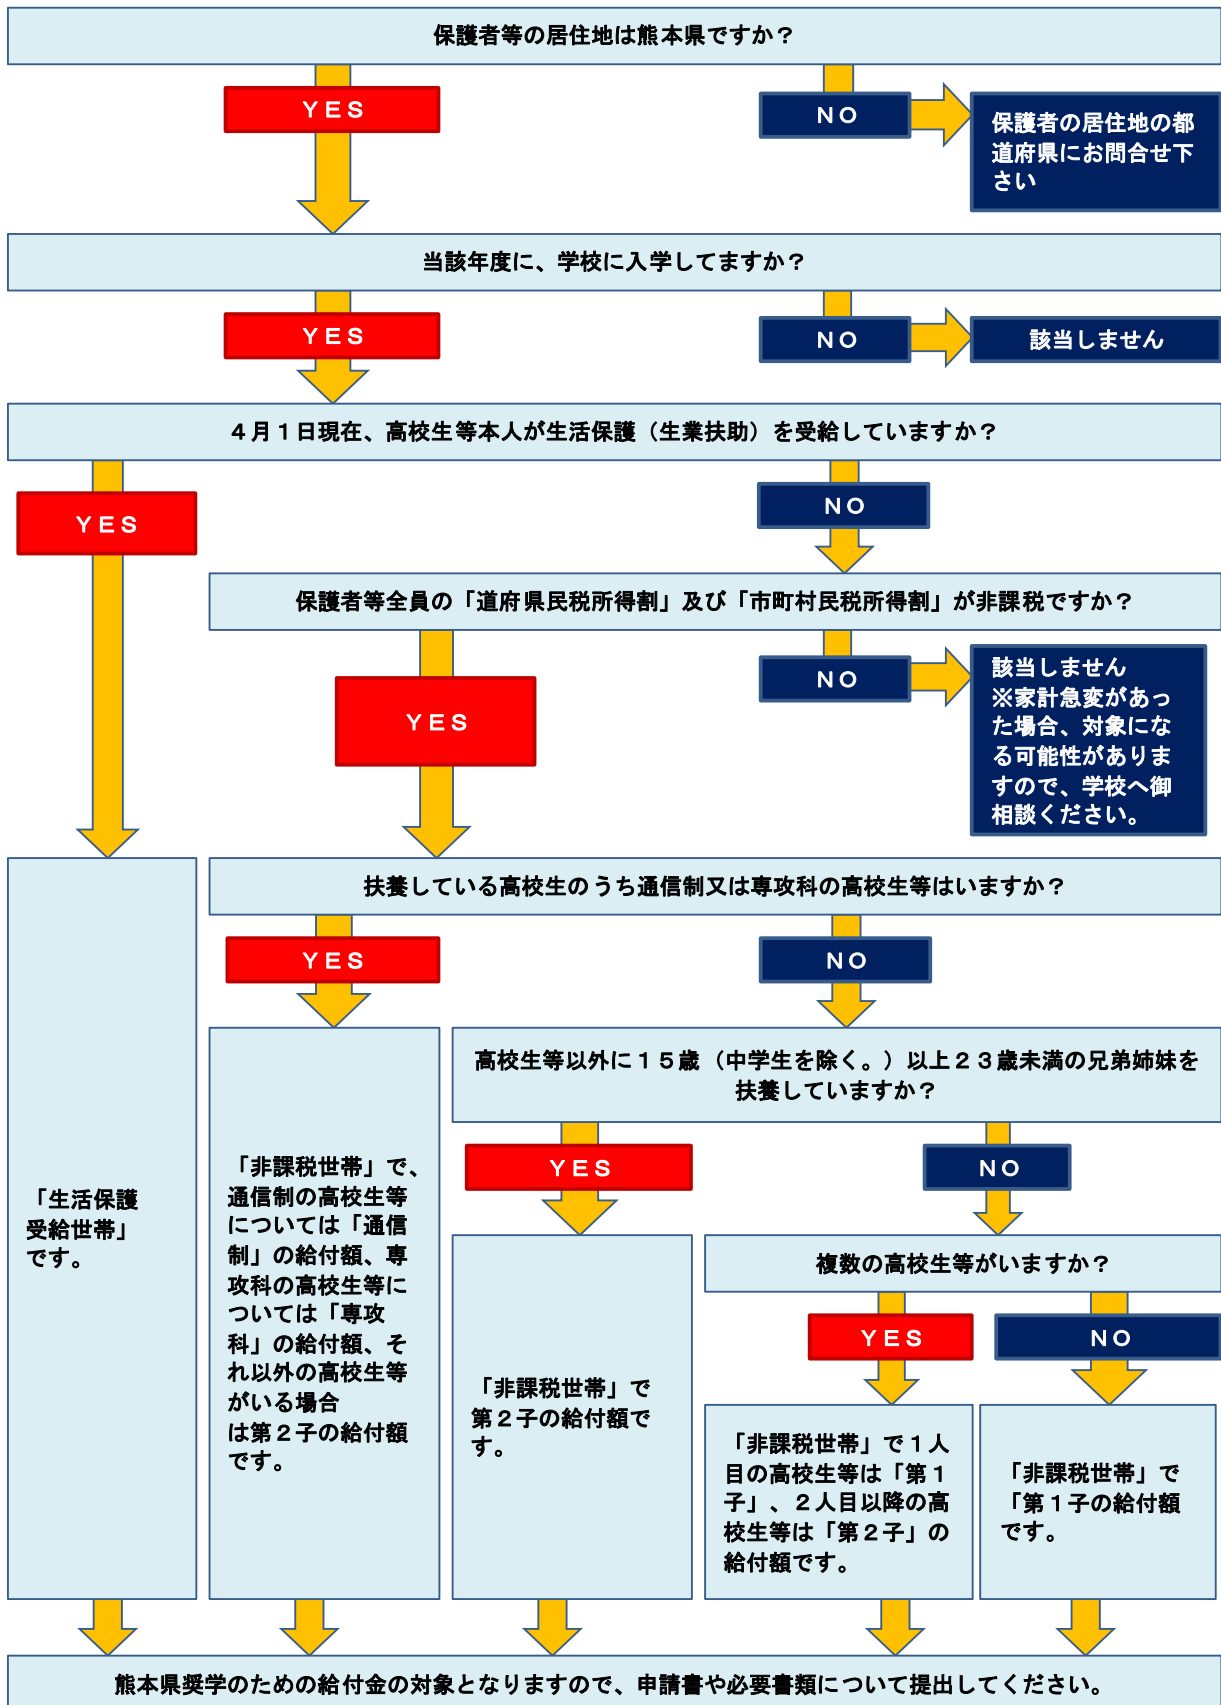 保護者等の居住地は熊本県ですか？
ＹＥＳ
ＮＯ
保護者の居住地の都
道府県にお問合せ下
さい
当該年度に、学校に入学してますか？
ＹＥＳ
ＮＯ
該当しません
４月１日現在、高校生等本人が生活保護（生業扶助）を受給していますか？
ＹＥＳ
ＮＯ
保護者等全員の「道府県民税所得割」及び「市町村民税所得割」が非課税ですか？
ＹＥＳ
ＮＯ
該当しません
※家計急変があっ
た場合、対象にな
る可能性がありま
すので、学校へ御
相談ください。
扶養している高校生のうち通信制又は専攻科の高校生等はいますか？
ＹＥＳ
ＮＯ
高校生等以外に１５歳（中学生を除く。）以上２３歳未満の兄弟姉妹を
扶養していますか？
ＹＥＳ
ＮＯ
複数の高校生等がいますか？
ＹＥＳ
ＮＯ
「生活保護
受給世帯」
です。
「非課税世帯」で、
通信制の高校生等
については「通信
制」の給付額、専
攻科の高校生等に
ついては「専攻
科」の給付額、そ
れ以外の高校生等
がいる場合
は第２子の給付額
です。
「非課税世帯」で
第２子の給付額で
す。
「非課税世帯」で１人
目の高校生等は「第１
子」、２人目以降の高
校生等は「第２子」の
給付額です。
「非課税世帯」で
「第１子の給付額
です。
熊本県奨学のための給付金の対象となりますので、申請書や必要書類について提出してください。